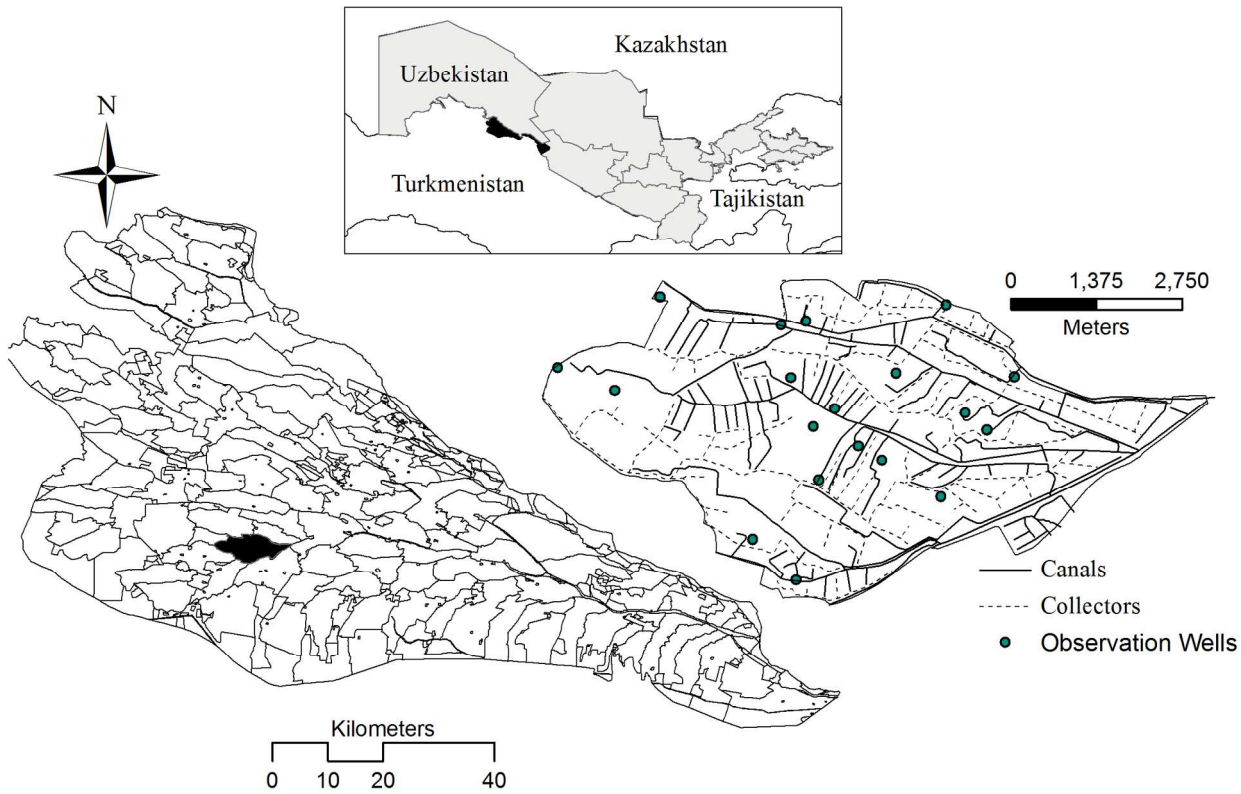 Kazakhstan
Uzbekistan
N
Turkmenistan
Tajikistan
0 1,375 2,750
Meters
Canals
Collectors
Observation Wells
Kilometers
0 10 20 40